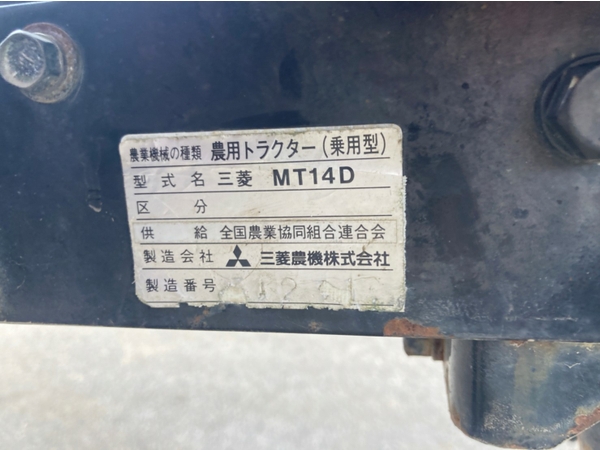 農業機械の種類 農用トラクター(乗用型)
型式名 三菱 MT14D
区分
供給 全国農業協同組合連合会
製造会社 三菱農機株式会社
製造番号